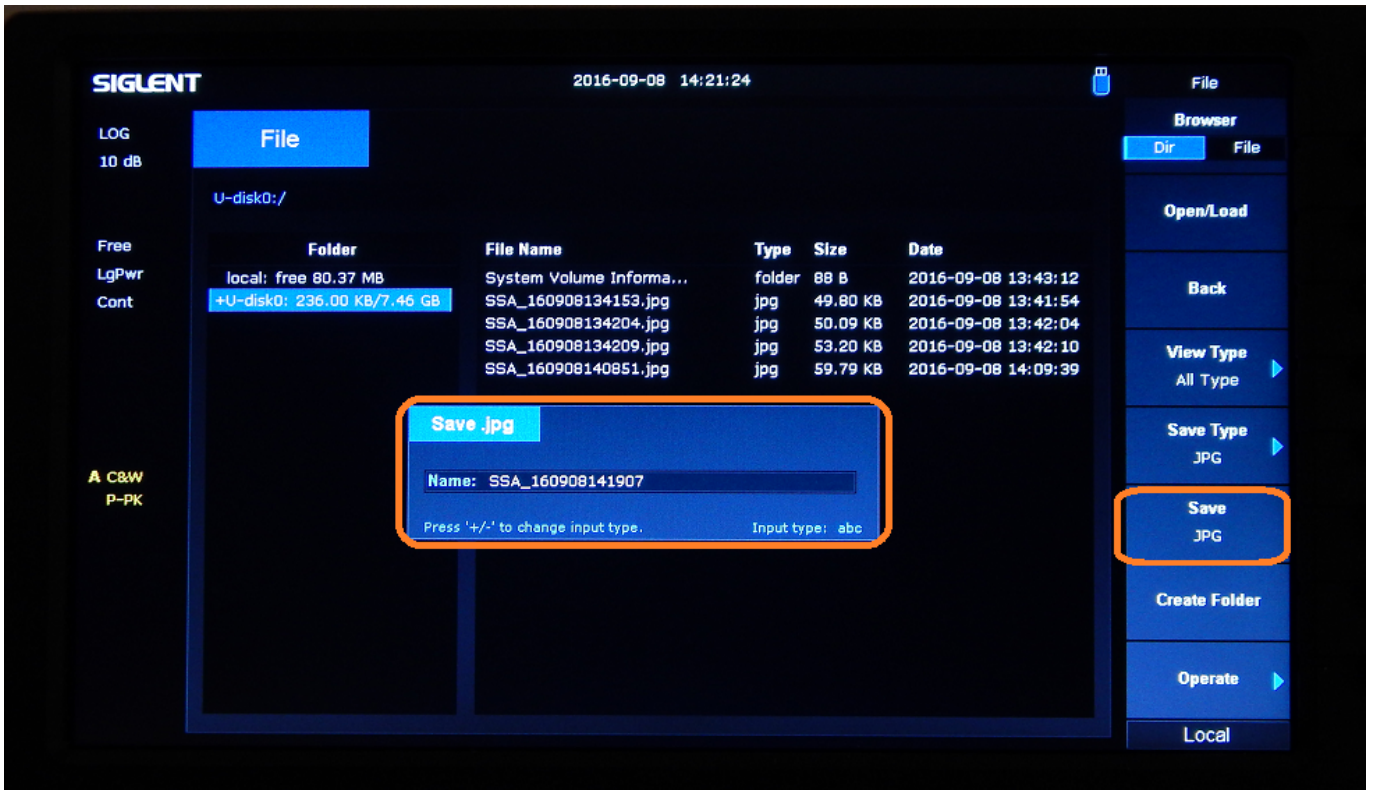 SIGLENT 2016-09-08 14:21:24 File
LOG
10 dB
File
Browser
Dir File
U-disk0:/
Open/Load
Free
LgPwr
Cont
Folder
local: free 80.37 MB
+U-disk0: 236.00 KB/7.46 GB
File Name Type Size Date
System Volume Informa... folder 88 B 2016-09-08 13:43:12
SSA_160908134153.jpg jpg 49.80 KB 2016-09-08 13:41:54
SSA_160908134204.jpg jpg 50.09 KB 2016-09-08 13:42:04
SSA_160908134209.jpg jpg 53.20 KB 2016-09-08 13:42:10
SSA_160908140851.jpg jpg 59.79 KB 2016-09-08 14:09:39
Back
View Type
All Type
Save .jpg
Name: SSA_160908141907
Press '+/-' to change input type. Input type: abc
Save Type
JPG
A C&W
P-PK
Save
JPG
Create Folder
Operate
Local